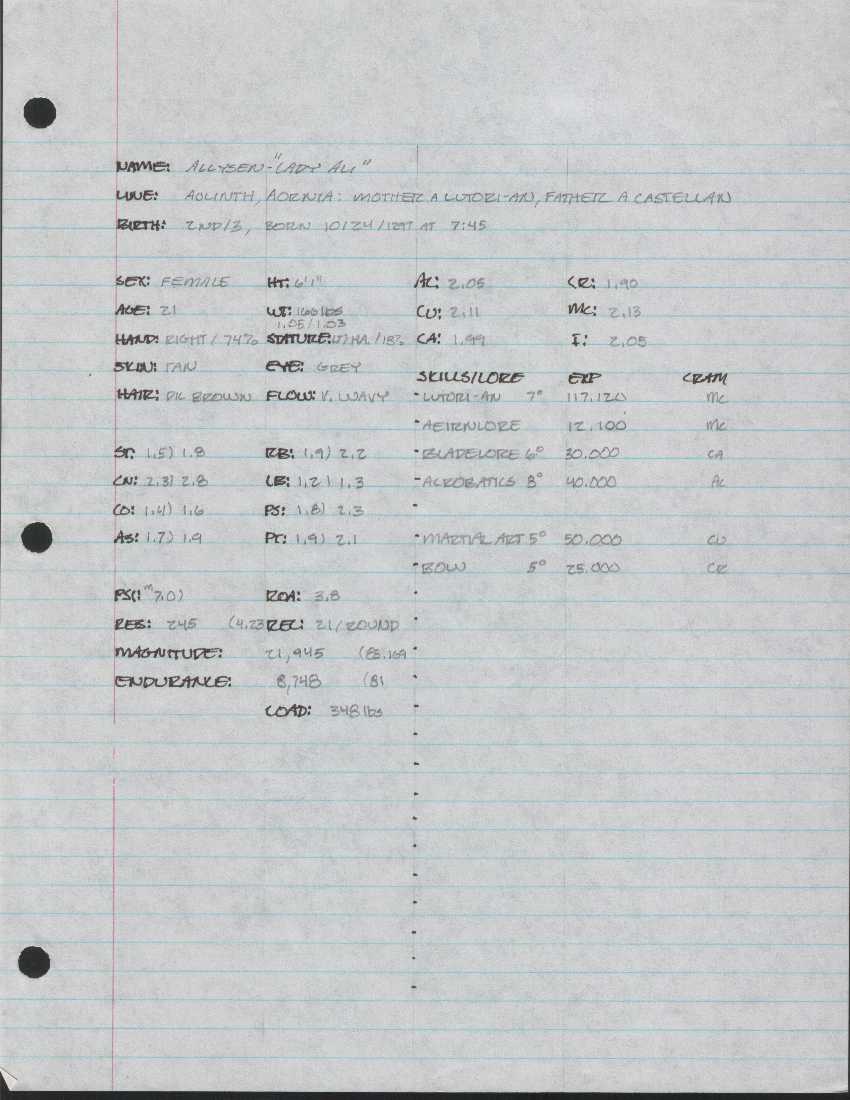 NAME: ALLYSEN-"LADY ALI"
LINE: AOLINTH, AORNIA: MOTHER A LUTORI-AN, FATHER A CASTELLAN
BIRTH: 2ND/3, BORN 10/24/1297 AT 7:45
SEX: FEMALE HT: 6'1" AL: 2.05 CR: 1.90
AGE: 21 WT: 166 lbs CU: 2.11 MC: 2.13
1.05/1.03
HAND: RIGHT / 74% STATURE: /18% CA: 1.99 I: 2.05
SKIN: TAN EYE: GREY
SKILLS/LORE EXP CRAM
HAIR: DK BROWN FLOW: V. WAVY - LUTORI-AN 7° 117.120 MC
- AEIRNLORE 12.100 MC
ST: 1.5) 1.8 RB: 1.9) 2.2 - BLADELORE 6° 30.000 CA
CN: 2.3) 2.8 LB: 1.2) 1.3 - ACROBATICS 8° 40.000 AL
CO: 1.4) 1.6 PS: 1.8) 2.3 -
AS: 1.7) 1.9 PT: 1.9) 2.1 - MARTIAL ART 5° 50.000 CU
- BOW 5° 25.000 CR
FS(1 m 7.0) ROA: 3.8
RES: 245 (4.23 REC: 21/ROUND
MAGNITUDE: 21,945 (85.169
ENDURANCE: 8,748 (81
LOAD: 348 lbs